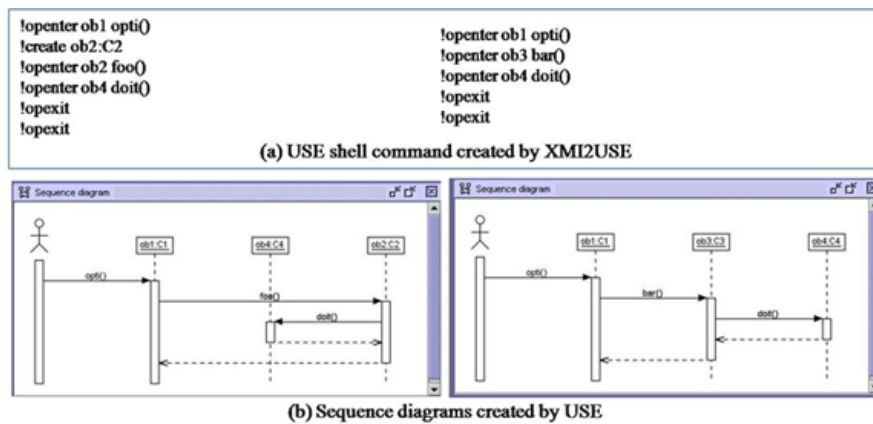 !openter ob1 opti()
!create ob2:C2
!openter ob2 foo()
!openter ob4 doit()
!opexit
!opexit
!openter ob1 opti()
!openter ob3 bar()
!openter ob4 doit()
!opexit
!opexit
(a) USE shell command created by XMI2USE
Sequence diagram
ob1:C1
ob4:C4
ob2:C2
opti()
foo()
doit()
Sequence diagram
ob1:C1
ob3:C3
ob4:C4
opti()
bar()
doit()
(b) Sequence diagrams created by USE